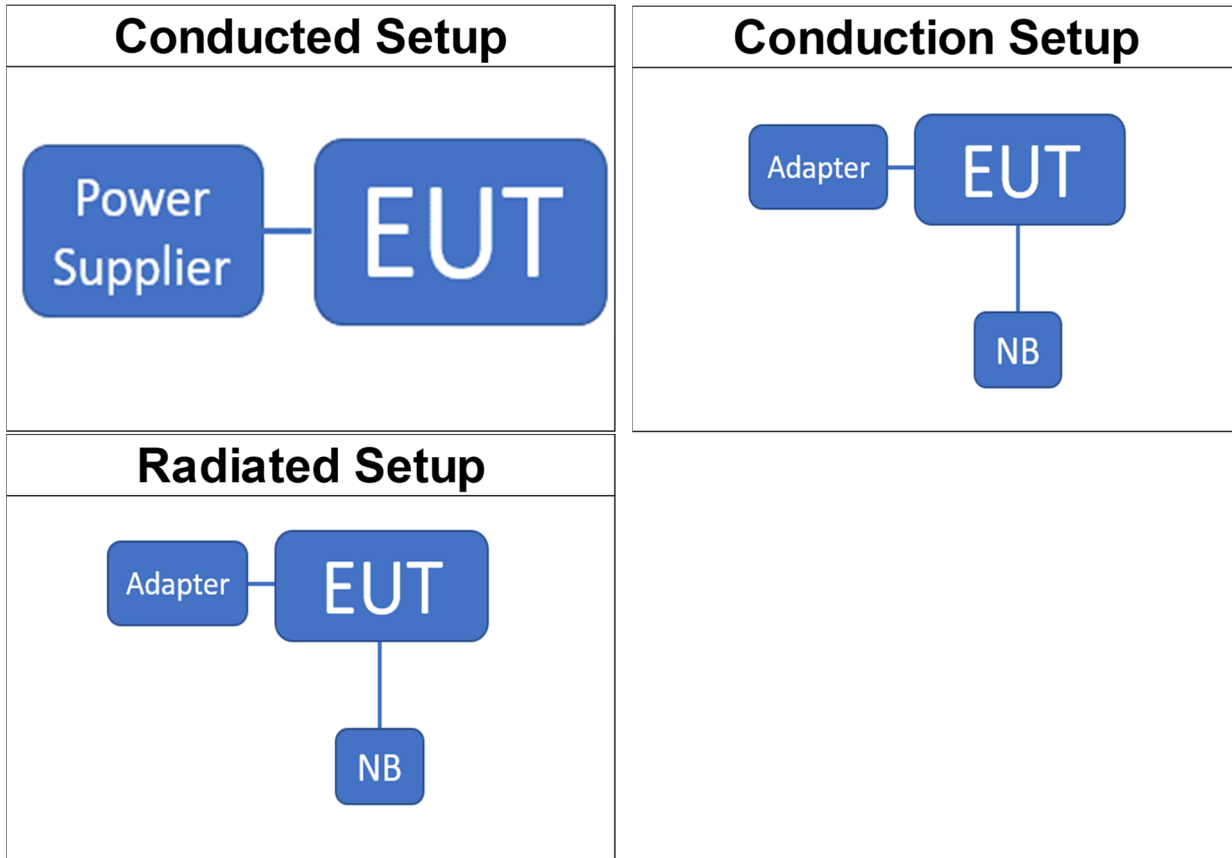 Conducted Setup
Power
Supplier
EUT
Conduction Setup
Adapter
EUT
NB
Radiated Setup
Adapter
EUT
NB